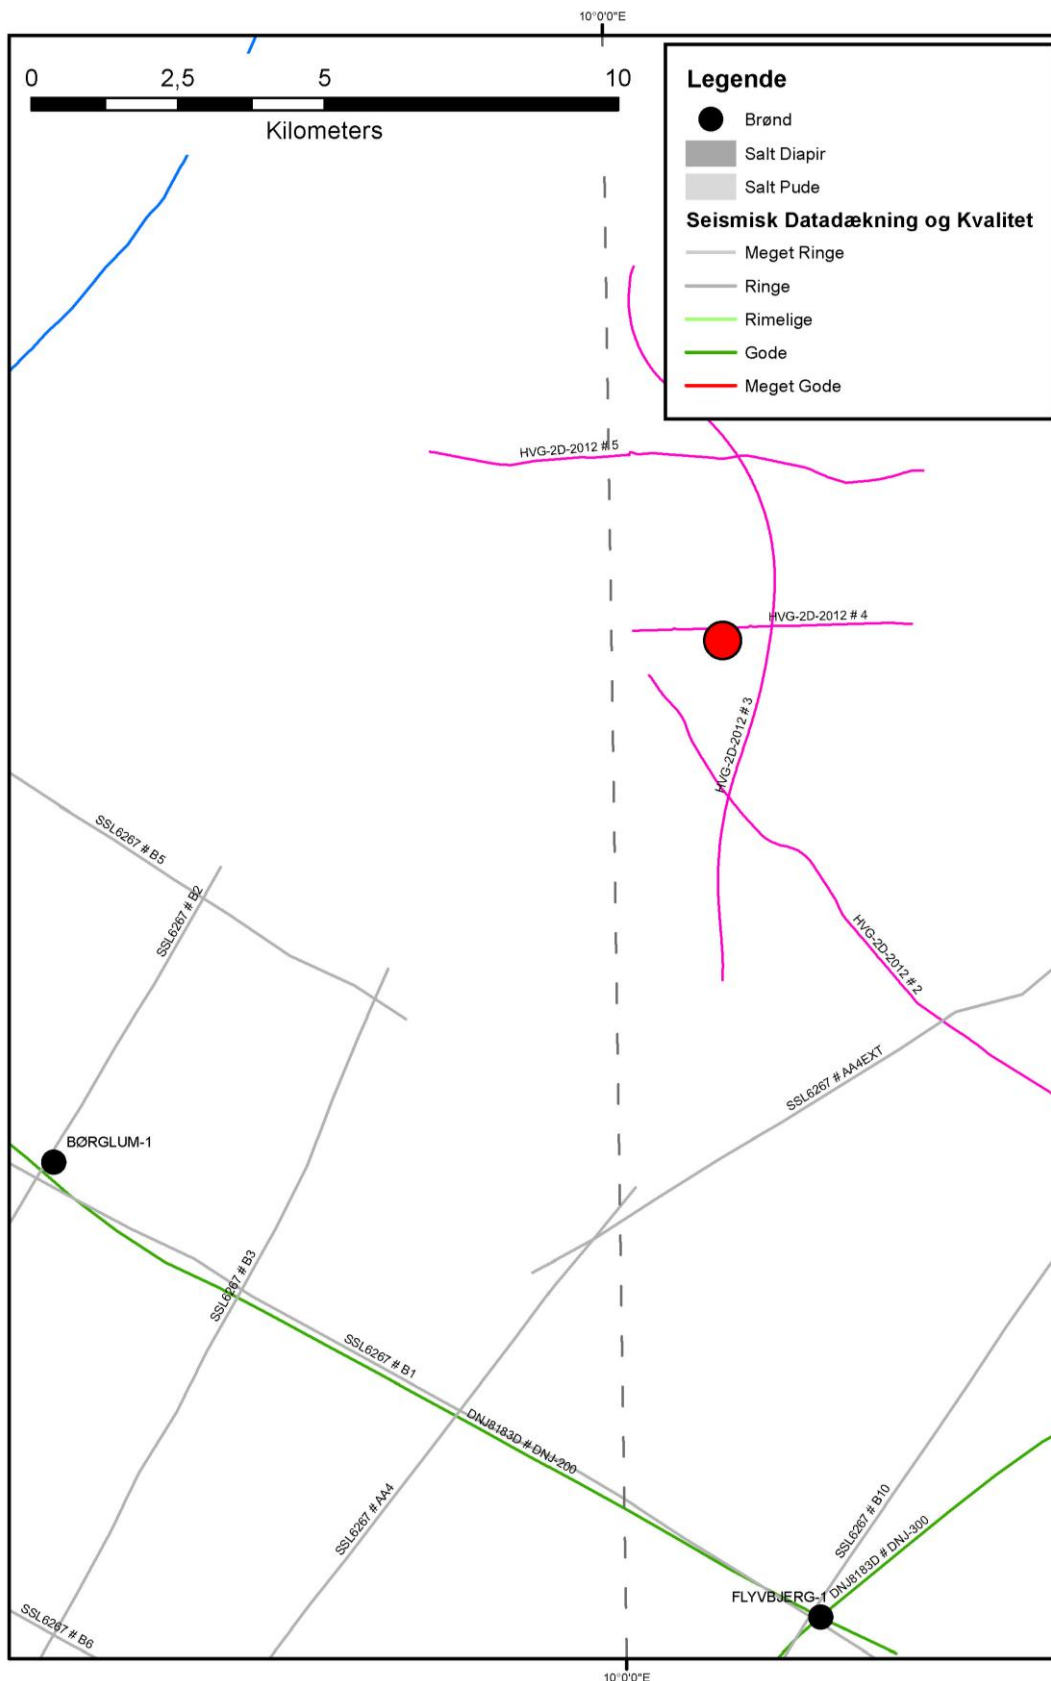 10°0'0"E
0 2,5 5 10
Kilometers
Legende
Brønd
Salt Diapir
Salt Pude
Seismisk Datadækning og Kvalitet
Meget Ringe
Ringe
Rimelige
Gode
Meget Gode
HVG-2D-2012 # 5
HVG-2D-2012 # 4
HVG-2D-2012 # 3
SSL6267 # B5
SSL6267 # B2
HVG-2D-2012 # 2
SSL6267 # AA4EXT
BØRGLUM-1
SSL6267 # B3
SSL6267 # B1
DNJ8183D # DNJ-200
SSL6267 # AA4
SSL6267 # B10
DNJ8183D # DNJ-300
FLYVBJERG-1
SSL6267 # B6
10°0'0"E